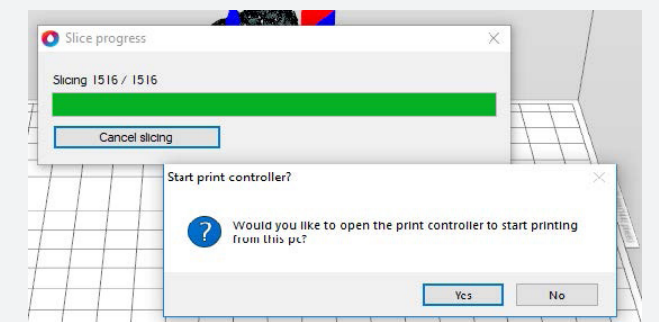 Slice progress
Slicing 1516 / 1516
Cancel slicing
Start print controller?
Would you like to open the print controller to start printing
from this pc?
Yes
No